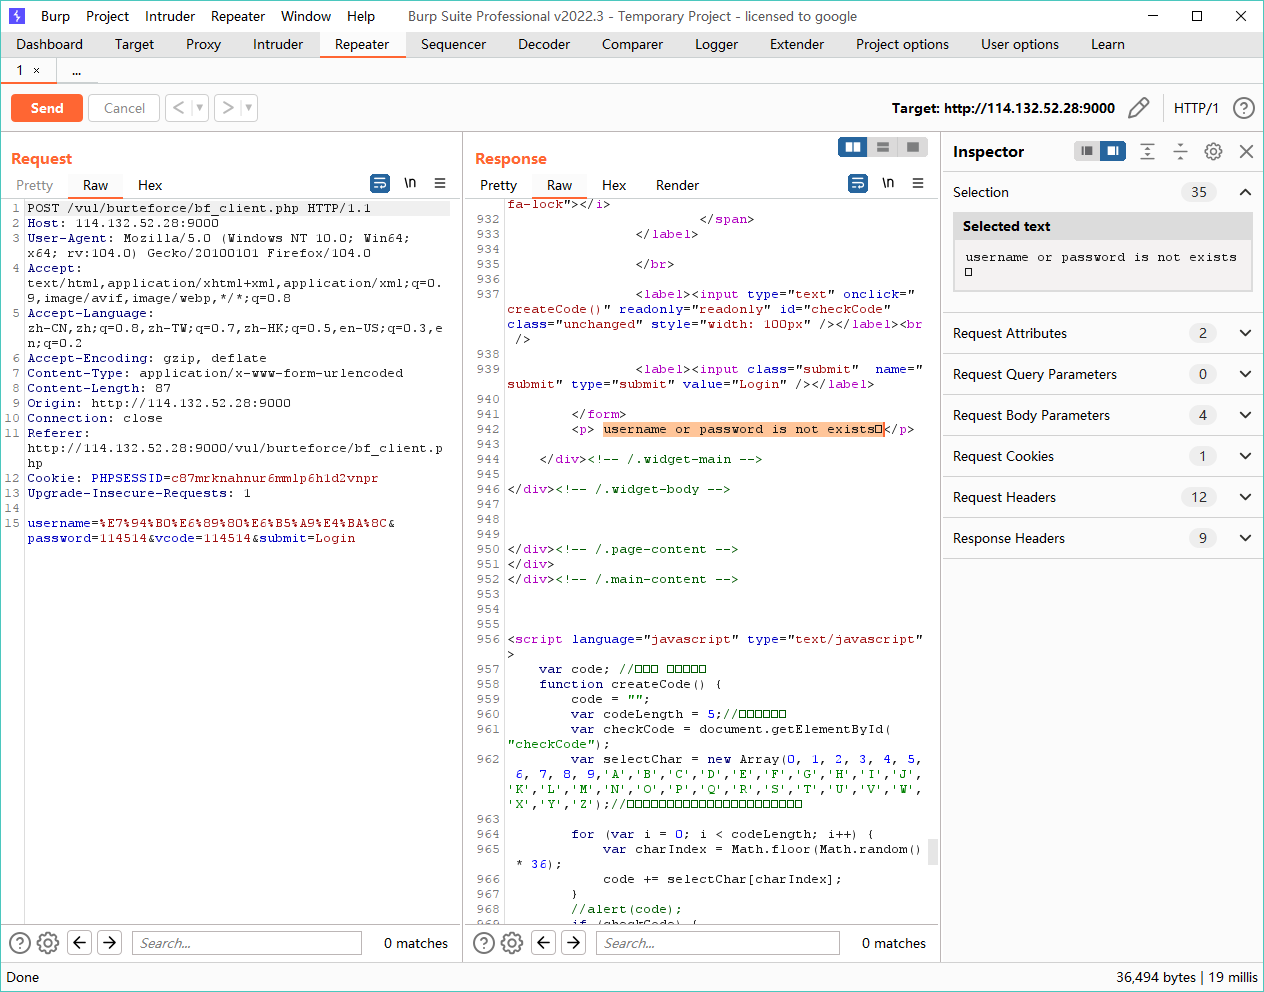 Burp Project Intruder Repeater Window Help Burp Suite Professional v2022.3 - Temporary Project - licensed to google
Dashboard Target Proxy Intruder Repeater Sequencer Decoder Comparer Logger Extender Project options User options Learn
1 × ...
Send Cancel < > Target: http://114.132.52.28:9000 HTTP/1 ?
Request
Pretty Raw Hex \n
1 POST /vul/burteforce/bf_client.php HTTP/1.1
2 Host: 114.132.52.28:9000
3 User-Agent: Mozilla/5.0 (Windows NT 10.0; Win64;
x64; rv:104.0) Gecko/20100101 Firefox/104.0
4 Accept:
text/html,application/xhtml+xml,application/xml;q=0.
9,image/avif,image/webp,*/*;q=0.8
5 Accept-Language:
zh-CN,zh;q=0.8,zh-TW;q=0.7,zh-HK;q=0.5,en-US;q=0.3,e
n;q=0.2
6 Accept-Encoding: gzip, deflate
7 Content-Type: application/x-www-form-urlencoded
8 Content-Length: 87
9 Origin: http://114.132.52.28:9000
10 Connection: close
11 Referer:
http://114.132.52.28:9000/vul/burteforce/bf_client.p
hp
12 Cookie: PHPSESSID=c87mrknahnur6mmlp6h1d2vnpr
13 Upgrade-Insecure-Requests: 1
14
15 username=%E7%94%B0%E6%89%80%E6%B5%A9%E4%BA%8C&
password=114514&vcode=114514&submit=Login
? Search... 0 matches
Response
Pretty Raw Hex Render \n
fa-lock"></i>
932 </span>
933 </label>
934
935 </br>
936
937 <label><input type="text" onclick="
createCode()" readonly="readonly" id="checkCode"
class="unchanged" style="width: 100px" /></label><br
/>
938
939 <label><input class="submit"  name="
submit" type="submit" value="Login" /></label>
940
941 </form>
942 <p> username or password is not exists□</p>
943
944 </div><!-- /.widget-main -->
945
946 </div><!-- /.widget-body -->
947
948
949
950 </div><!-- /.page-content -->
951 </div>
952 </div><!-- /.main-content -->
953
954
955
956 <script language="javascript" type="text/javascript"
>
957 var code; //□□□ □□□□□
958 function createCode() {
959 code = "";
960 var codeLength = 5;//□□□□□□
961 var checkCode = document.getElementById(
"checkCode");
962 var selectChar = new Array(0, 1, 2, 3, 4, 5,
6, 7, 8, 9,'A','B','C','D','E','F','G','H','I','J',
'K','L','M','N','O','P','Q','R','S','T','U','V','W',
'X','Y','Z');//□□□□□□□□□□□□□□□□□□□□□□
963
964 for (var i = 0; i < codeLength; i++) {
965 var charIndex = Math.floor(Math.random()
* 36);
966 code += selectChar[charIndex];
967 }
968 //alert(code);
969 if (checkCode) {
? Search... 0 matches
Inspector
Selection 35
Selected text
username or password is not exists
□
Request Attributes 2
Request Query Parameters 0
Request Body Parameters 4
Request Cookies 1
Request Headers 12
Response Headers 9
Done 36,494 bytes | 19 millis